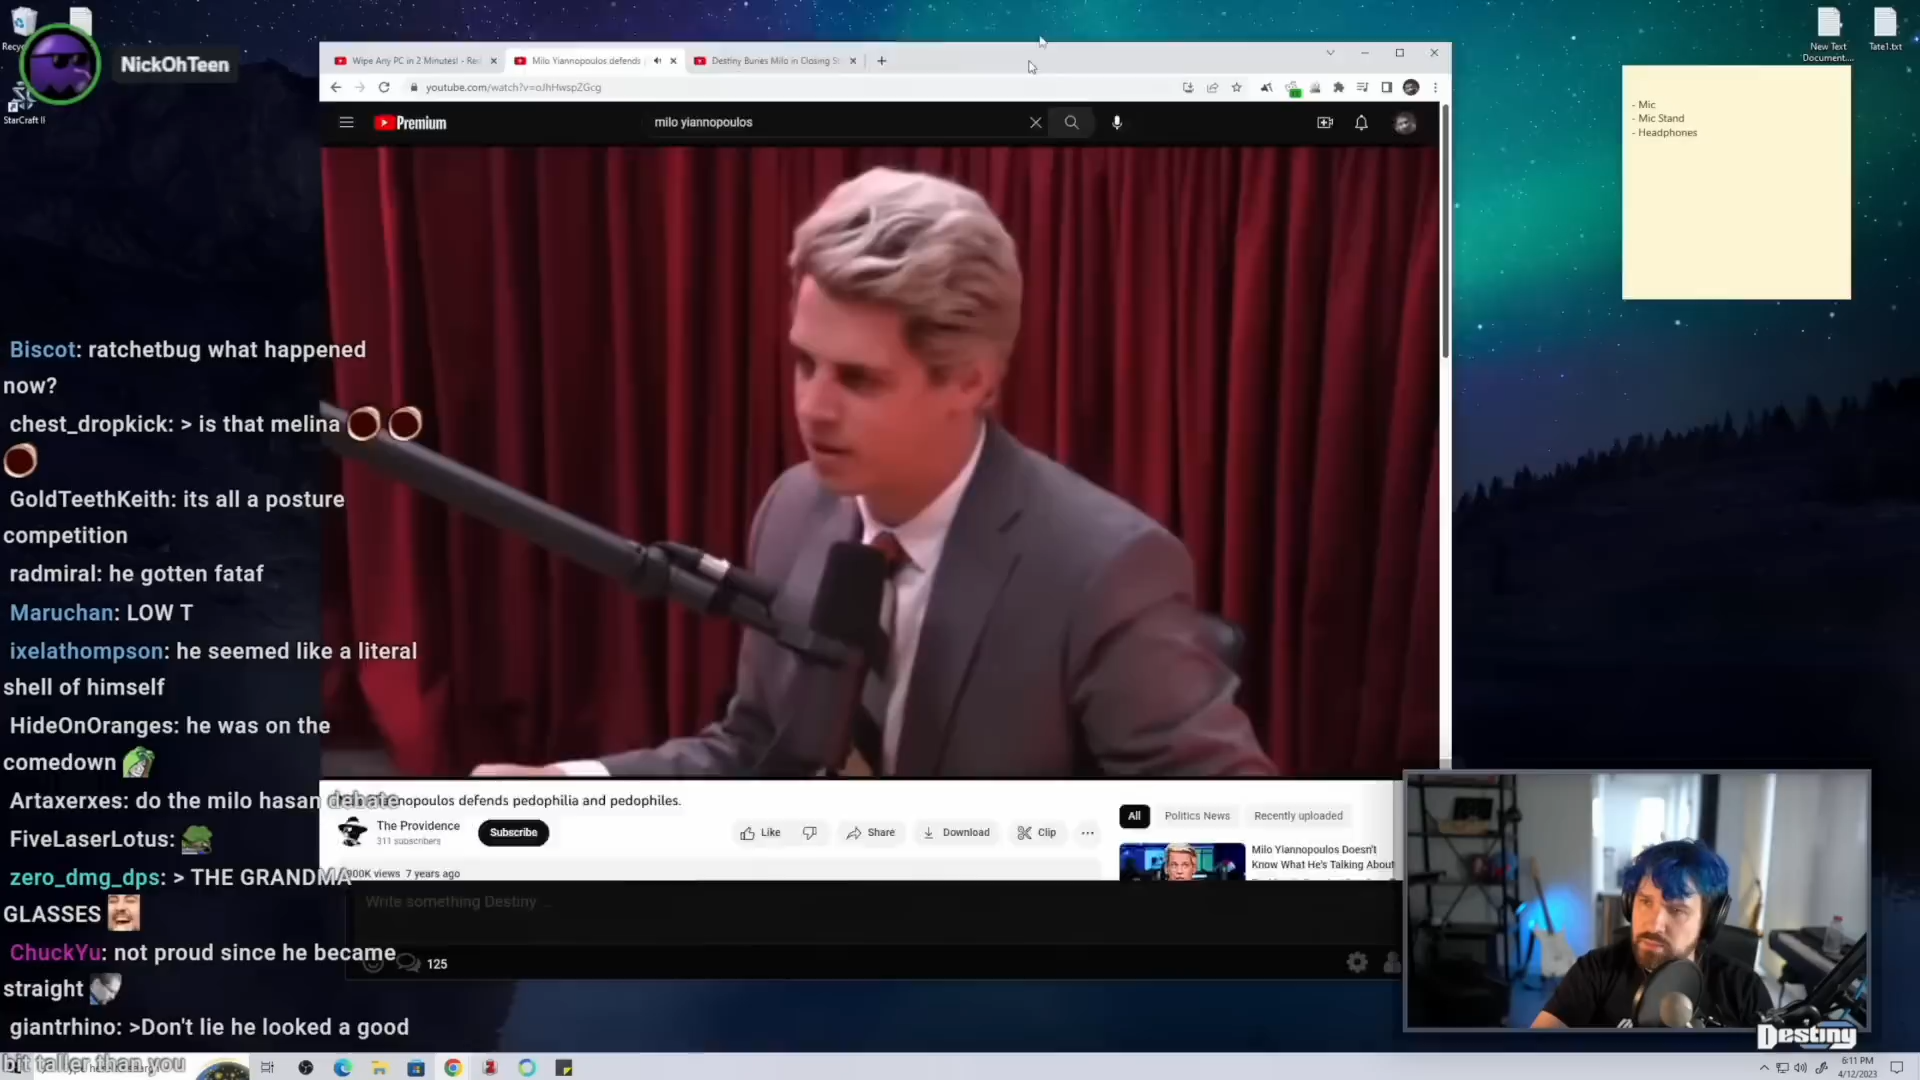 NickOhTeen
StarCraft II
New Text
Document...
Tate1.txt
- Mic
- Mic Stand
- Headphones
Wipe Any PC in 2 Minutes! - Res
Milo Yiannopoulos defends
Destiny Buries Milo in Closing S
youtube.com/watch?v=oJhHwspZGcg
Premium
milo yiannopoulos
Biscot: ratchetbug what happened
now?
chest_dropkick: > is that melina
GoldTeethKeith: its all a posture
competition
radmiral: he gotten fataf
Maruchan: LOW T
ixelathompson: he seemed like a literal
shell of himself
HideOnOranges: he was on the
comedown
Artaxerxes: do the milo hasan debate
FiveLaserLotus:
zero_dmg_dps: > THE GRANDMA
GLASSES
ChuckYu: not proud since he became
straight
giantrhino: >Don't lie he looked a good
bit taller than you
nnopoulos defends pedophilia and pedophiles.
The Providence
311 subscribers
Subscribe
Like
Share
Download
Clip
900K views 7 years ago
All
Politics News
Recently uploaded
Milo Yiannopoulos Doesn't
Know What He's Talking About
Write something Destiny ...
125
Destiny
6:11 PM
4/12/2023